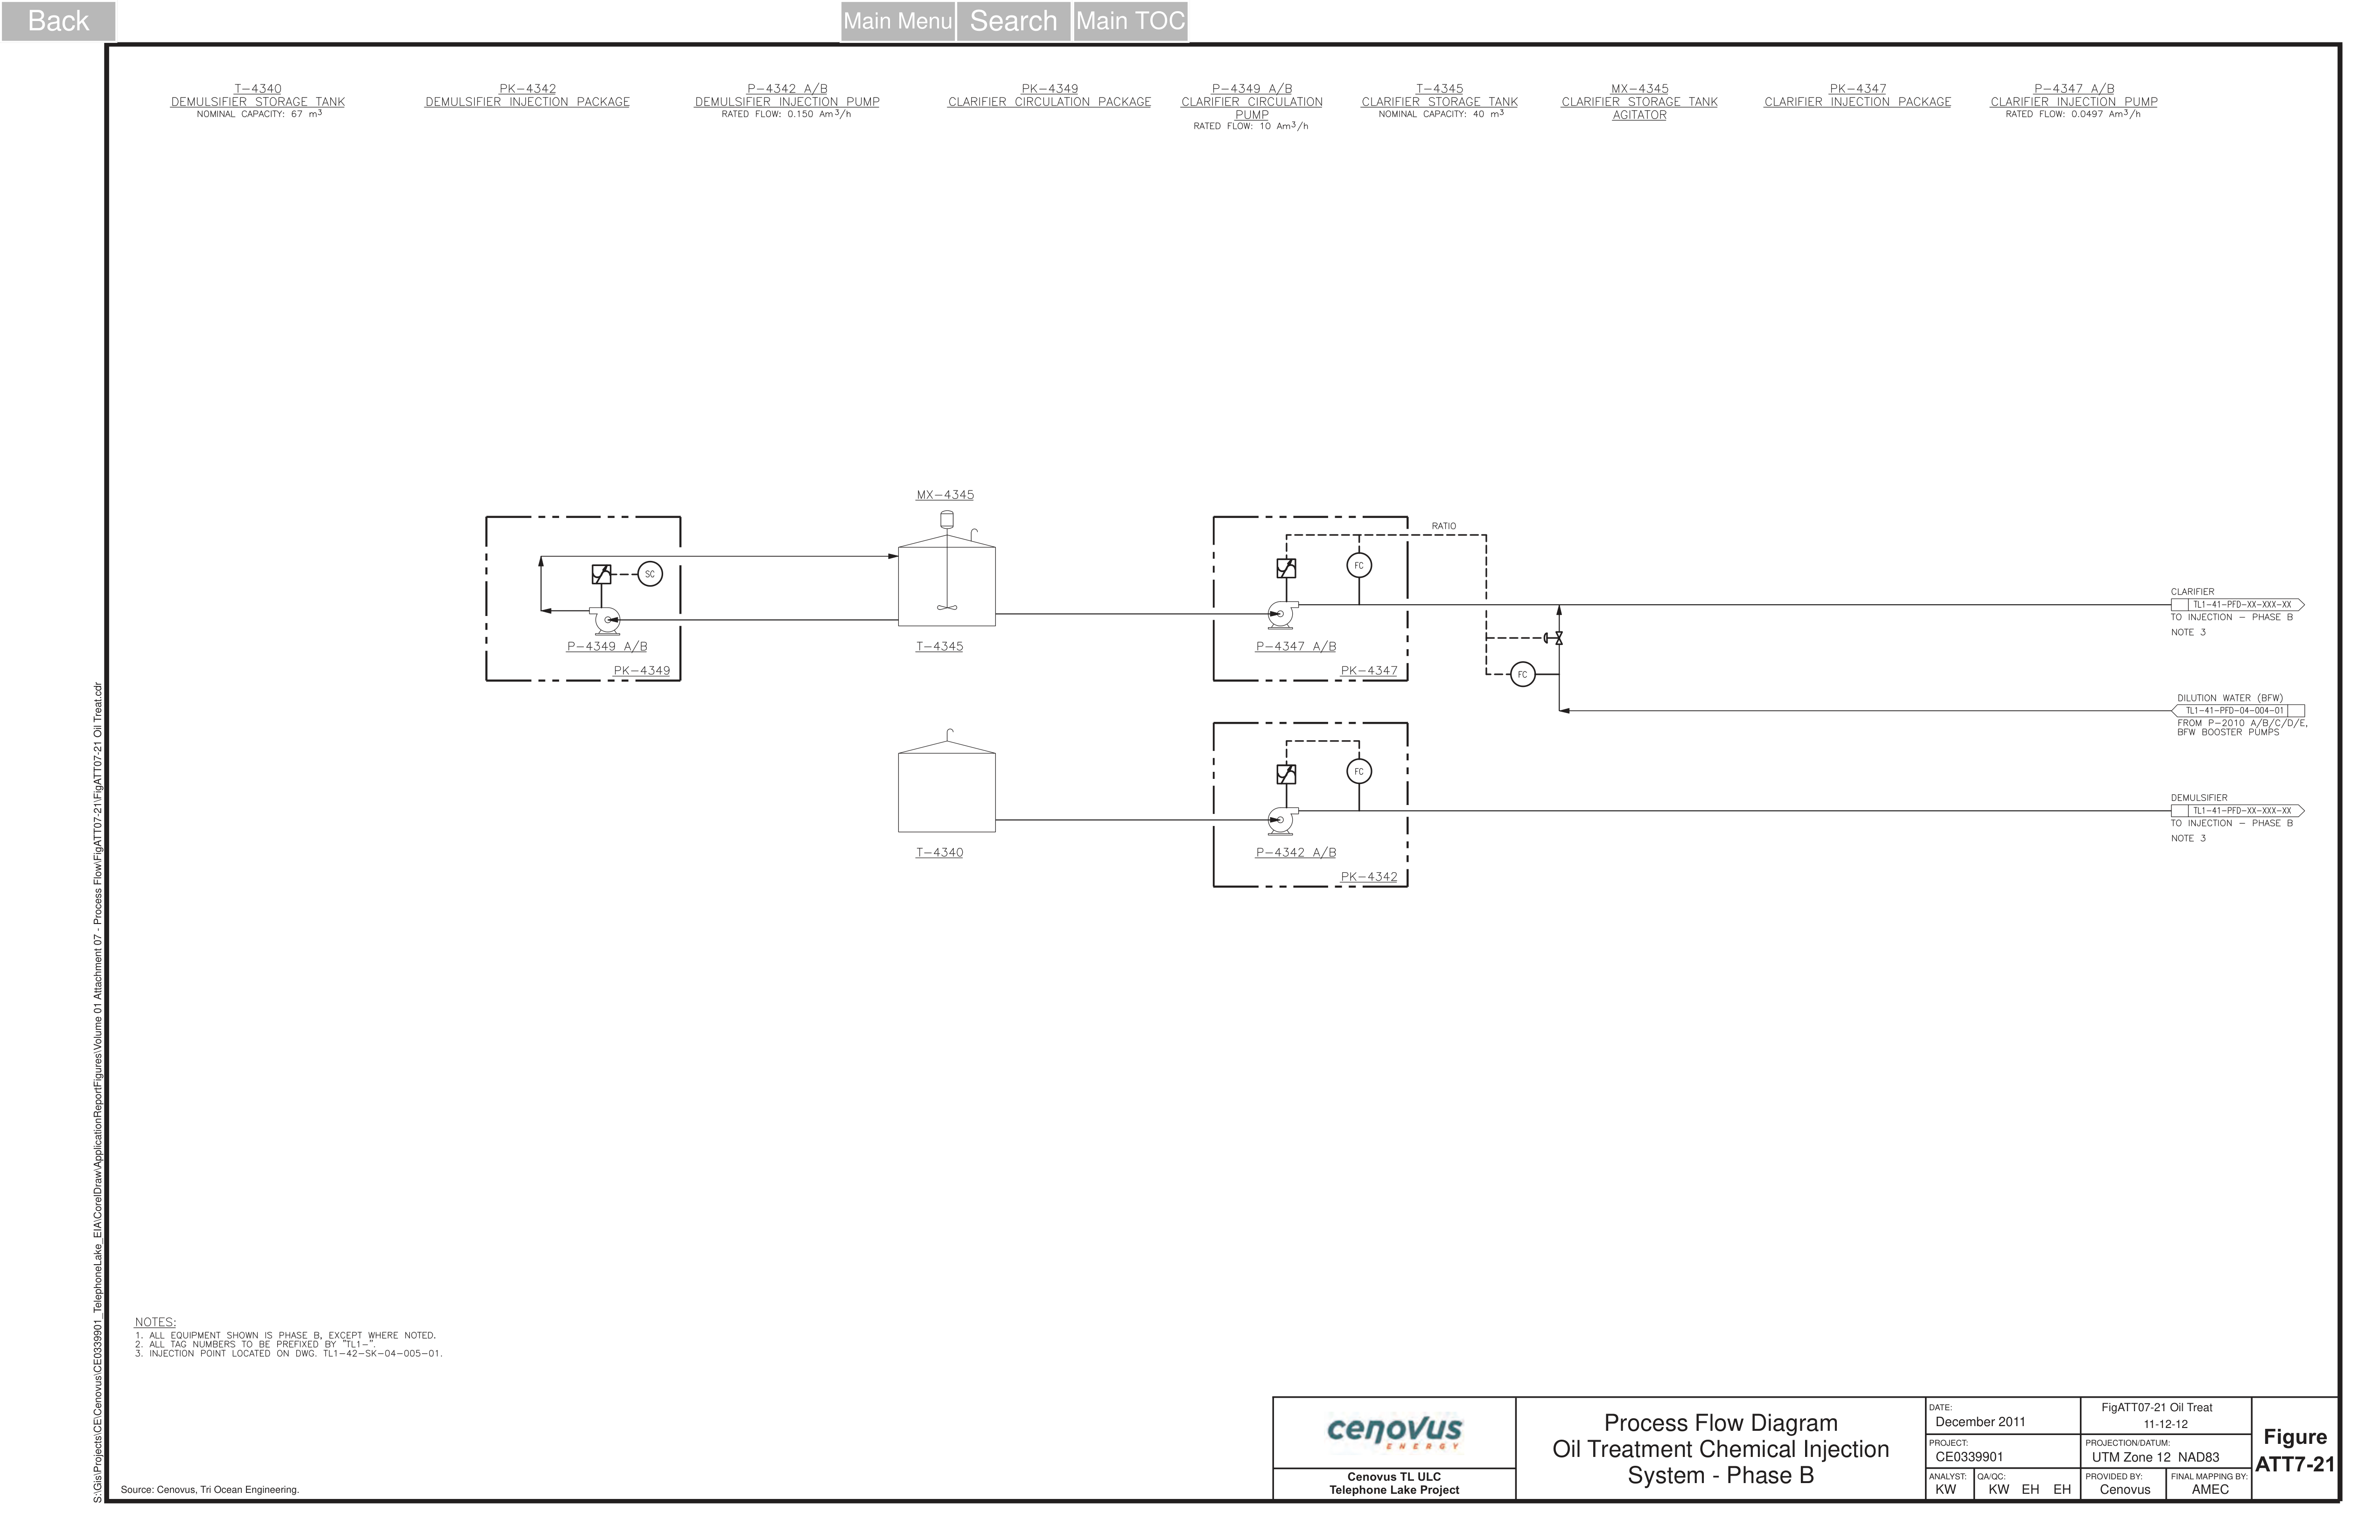 Back
Main Menu
Search
Main TOC
T-4340
DEMULSIFIER STORAGE TANK
NOMINAL CAPACITY: 67 m³
PK-4342
DEMULSIFIER INJECTION PACKAGE
P-4342 A/B
DEMULSIFIER INJECTION PUMP
RATED FLOW: 0.150 Am³/h
PK-4349
CLARIFIER CIRCULATION PACKAGE
P-4349 A/B
CLARIFIER CIRCULATION
PUMP
RATED FLOW: 10 Am³/h
T-4345
CLARIFIER STORAGE TANK
NOMINAL CAPACITY: 40 m³
MX-4345
CLARIFIER STORAGE TANK
AGITATOR
PK-4347
CLARIFIER INJECTION PACKAGE
P-4347 A/B
CLARIFIER INJECTION PUMP
RATED FLOW: 0.0497 Am³/h
MX-4345
RATIO
SC
FC
P-4349 A/B
PK-4349
T-4345
P-4347 A/B
PK-4347
FC
CLARIFIER
TL1-41-PFD-XX-XXX-XX
TO INJECTION - PHASE B
NOTE 3
DILUTION WATER (BFW)
TL1-41-PFD-04-004-01
FROM P-2010 A/B/C/D/E,
BFW BOOSTER PUMPS
FC
T-4340
P-4342 A/B
PK-4342
DEMULSIFIER
TL1-41-PFD-XX-XXX-XX
TO INJECTION - PHASE B
NOTE 3
S:\Gis\Projects\CE\Cenovus\CE0339901_TelephoneLake_EIA\CorelDraw\ApplicationReportFigures\Volume 01 Attachment 07 - Process Flow\FigATT07-21\FigATT07-21 Oil Treat.cdr
NOTES:
1. ALL EQUIPMENT SHOWN IS PHASE B, EXCEPT WHERE NOTED.
2. ALL TAG NUMBERS TO BE PREFIXED BY "TL1-".
3. INJECTION POINT LOCATED ON DWG. TL1-42-SK-04-005-01.
Source: Cenovus, Tri Ocean Engineering.
cenovus
ENERGY
Cenovus TL ULC
Telephone Lake Project
Process Flow Diagram
Oil Treatment Chemical Injection
System - Phase B
DATE:
December 2011
FigATT07-21 Oil Treat
11-12-12
PROJECT:
CE0339901
PROJECTION/DATUM:
UTM Zone 12 NAD83
ANALYST:
KW
QA/QC:
KW EH EH
PROVIDED BY:
Cenovus
FINAL MAPPING BY:
AMEC
Figure
ATT7-21